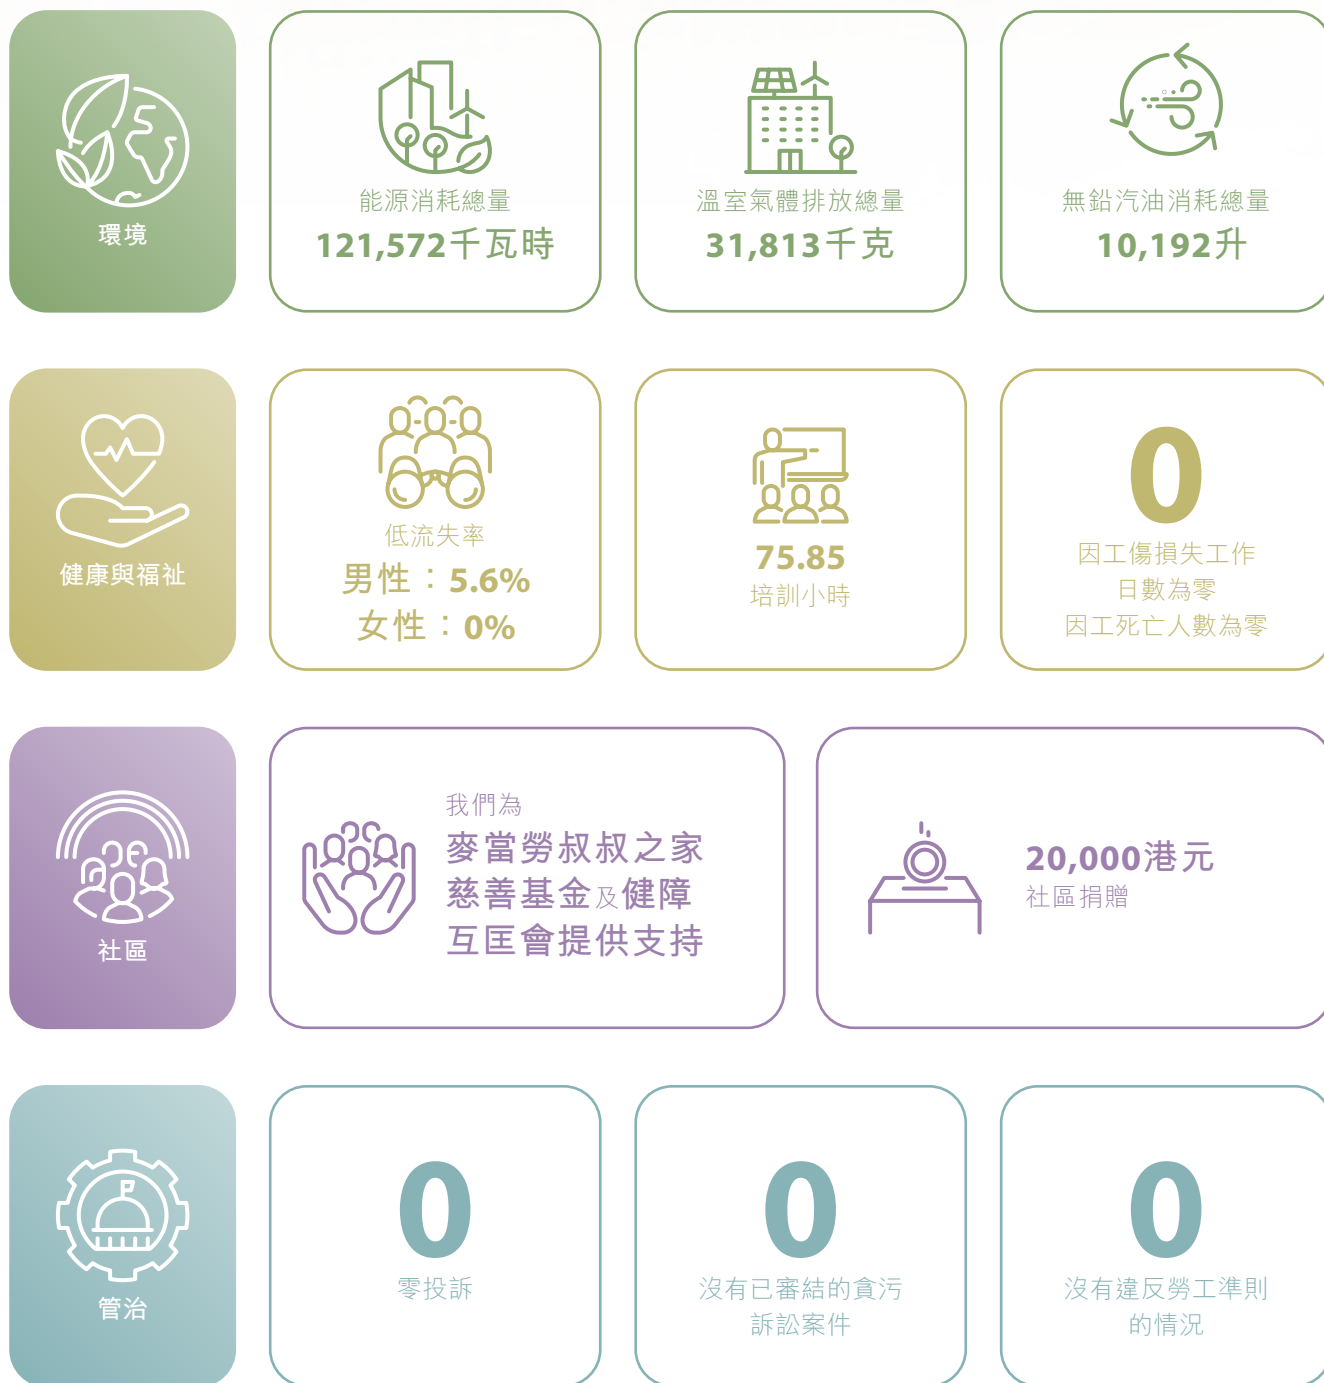 環境
能源消耗總量
121,572千瓦時
溫室氣體排放總量
31,813千克
無鉛汽油消耗總量
10,192升
健康與福祉
低流失率
男性：5.6%
女性：0%
75.85
培訓小時
0
因工傷損失工作
日數為零
因工死亡人數為零
社區
我們為
麥當勞叔叔之家
慈善基金及健障
互匡會提供支持
20,000港元
社區捐贈
管治
0
零投訴
0
沒有已審結的貪污
訴訟案件
0
沒有違反勞工準則
的情況